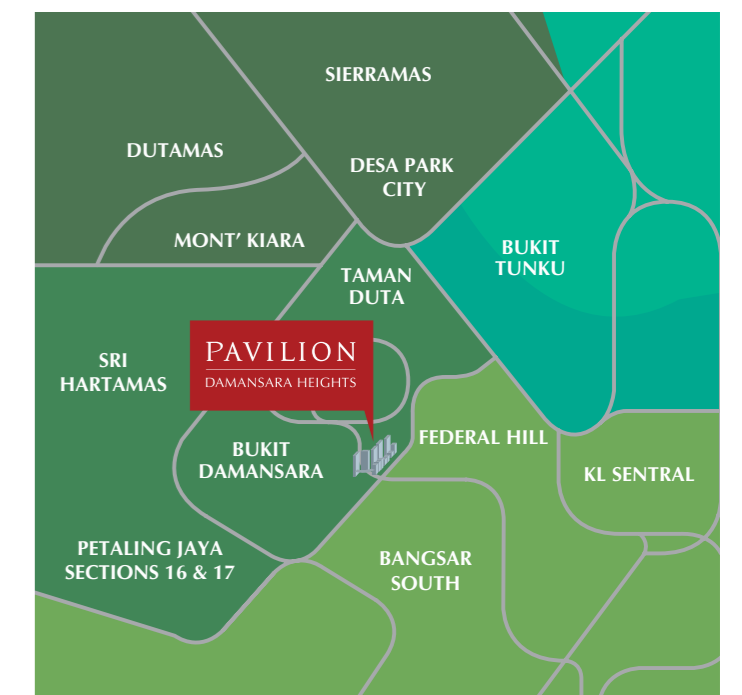 SIERRAMAS
DUTAMAS
DESA PARK
CITY
MONT' KIARA
BUKIT
TUNKU
TAMAN
DUTA
PAVILION
DAMANSARA HEIGHTS
SRI
HARTAMAS
FEDERAL HILL
BUKIT
DAMANSARA
KL SENTRAL
PETALING JAYA
SECTIONS 16 & 17
BANGSAR
SOUTH